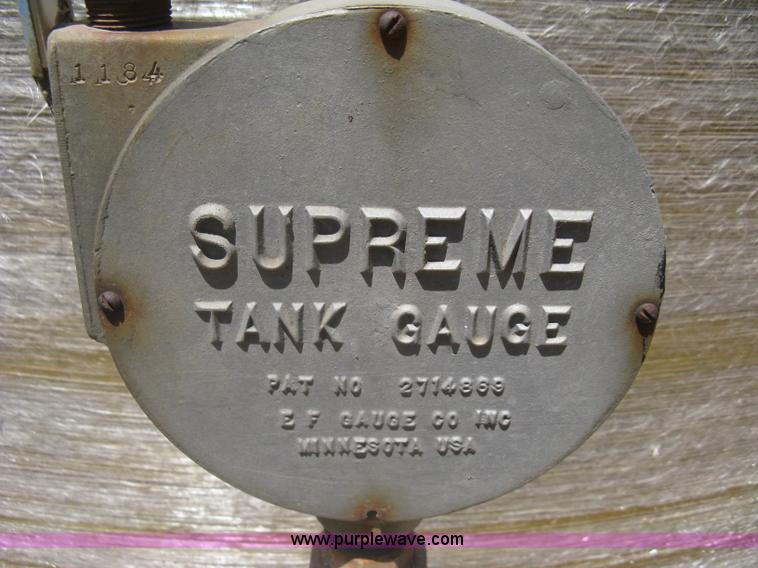 1184
SUPREME
TANK GAUGE
PAT NO 2714869
E F GAUGE CO INC
MINNESOTA USA
www.purplewave.com